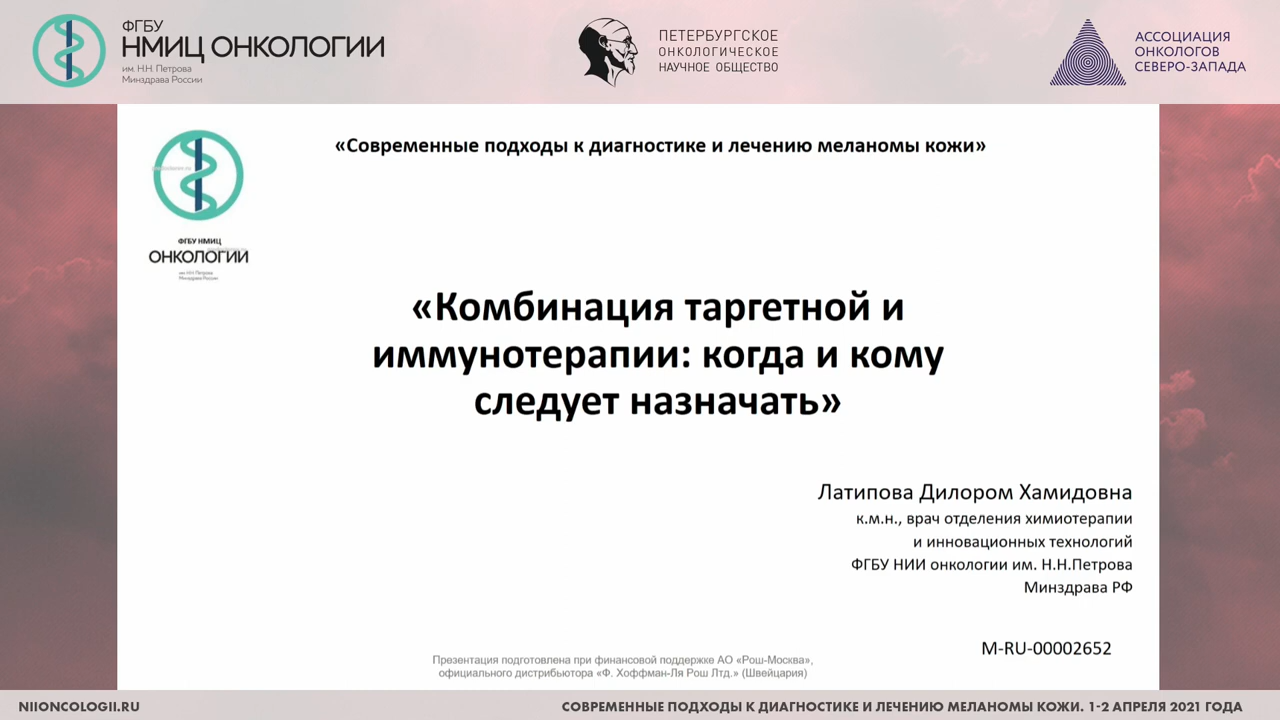 ФГБУ
НМИЦ ОНКОЛОГИИ
им. Н.Н. Петрова
Минздрава России
ПЕТЕРБУРГСКОЕ
ОНКОЛОГИЧЕСКОЕ
НАУЧНОЕ ОБЩЕСТВО
АССОЦИАЦИЯ
ОНКОЛОГОВ
СЕВЕРО-ЗАПАДА
«Современные подходы к диагностике и лечению меланомы кожи»
ФГБУ НМИЦ
ОНКОЛОГИИ
им. Н.Н. Петрова
Минздрава России
«Комбинация таргетной и
иммунотерапии: когда и кому
следует назначать»
Латипова Дилором Хамидовна
к.м.н., врач отделения химиотерапии
и инновационных технологий
ФГБУ НИИ онкологии им. Н.Н.Петрова
Минздрава РФ
M-RU-00002652
Презентация подготовлена при финансовой поддержке АО «Рош-Москва»,
официального дистрибьютора «Ф. Хоффман-Ля Рош Лтд.» (Швейцария)
NIIONCOLOGII.RU
СОВРЕМЕННЫЕ ПОДХОДЫ К ДИАГНОСТИКЕ И ЛЕЧЕНИЮ МЕЛАНОМЫ КОЖИ. 1-2 АПРЕЛЯ 2021 ГОДА